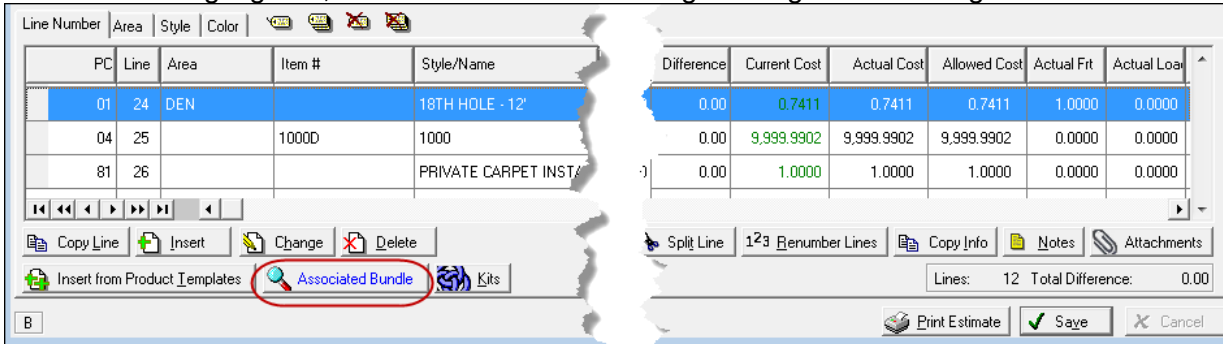 Line Number Area Style Color
PC Line Area Item # Style/Name Difference Current Cost Actual Cost Allowed Cost Actual Frt Actual Loa
01 24 DEN 18TH HOLE - 12' 0.00 0.7411 0.7411 0.7411 1.0000 0.0000
04 25 1000D 1000 0.00 9,999.9902 9,999.9902 9,999.9902 0.0000 0.0000
81 26 PRIVATE CARPET INSTA 0.00 1.0000 1.0000 1.0000 0.0000 0.0000
Copy Line Insert Change Delete Split Line 123 Renumber Lines Copy Info Notes Attachments
Insert from Product Templates Associated Bundle Kits Lines: 12 Total Difference: 0.00
B Print Estimate Save Cancel